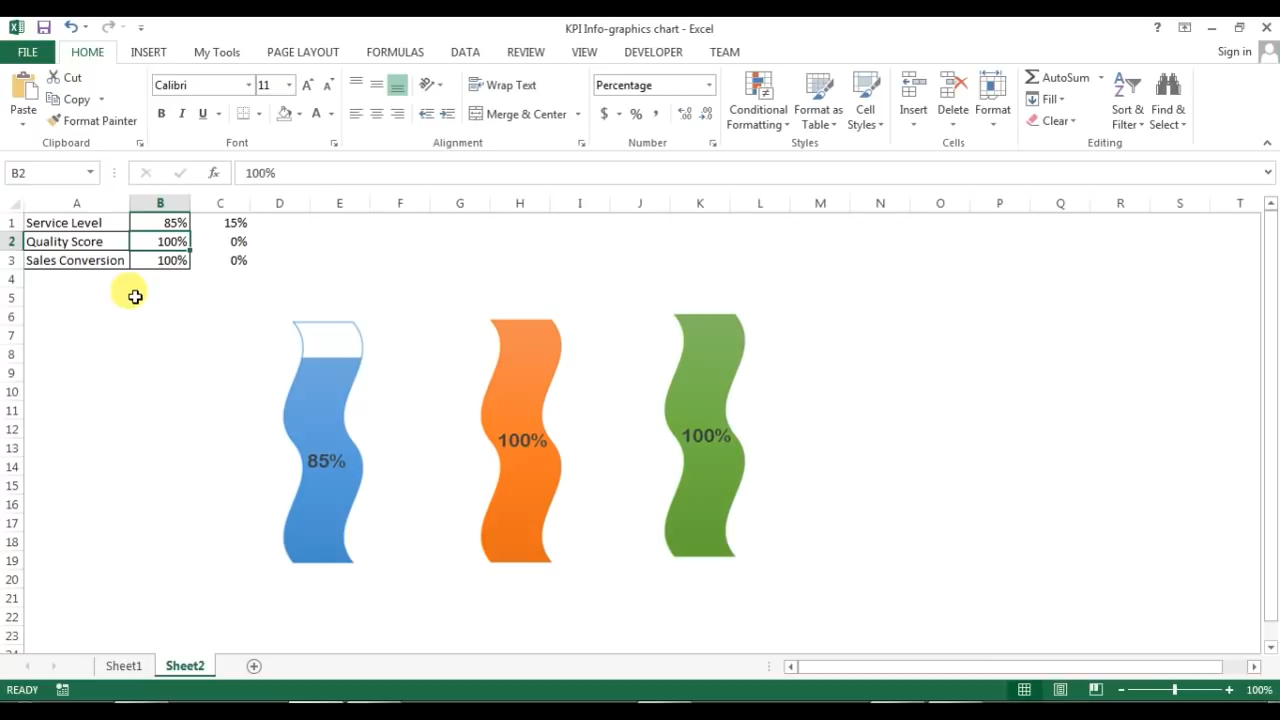 KPI Info-graphics chart - Excel
FILE HOME INSERT My Tools PAGE LAYOUT FORMULAS DATA REVIEW VIEW DEVELOPER TEAM Sign in
Paste
Cut
Copy
Format Painter
Clipboard
Calibri 11
B I U A
Font
Wrap Text
Merge & Center
Alignment
Percentage
$ % ,
Number
Conditional Formatting
Format as Table
Cell Styles
Styles
Insert Delete Format
Cells
AutoSum
Fill
Clear
Sort & Filter
Find & Select
Editing
B2 fx 100%
A B C D E F G H I J K L M N O P Q R S T
1 Service Level 85% 15%
2 Quality Score 100% 0%
3 Sales Conversion 100% 0%
4
5
6
7
8
9
10
11
12
13
14
15
16
17
18
19
20
21
22
23
85%
100%
100%
Sheet1 Sheet2
READY 100%